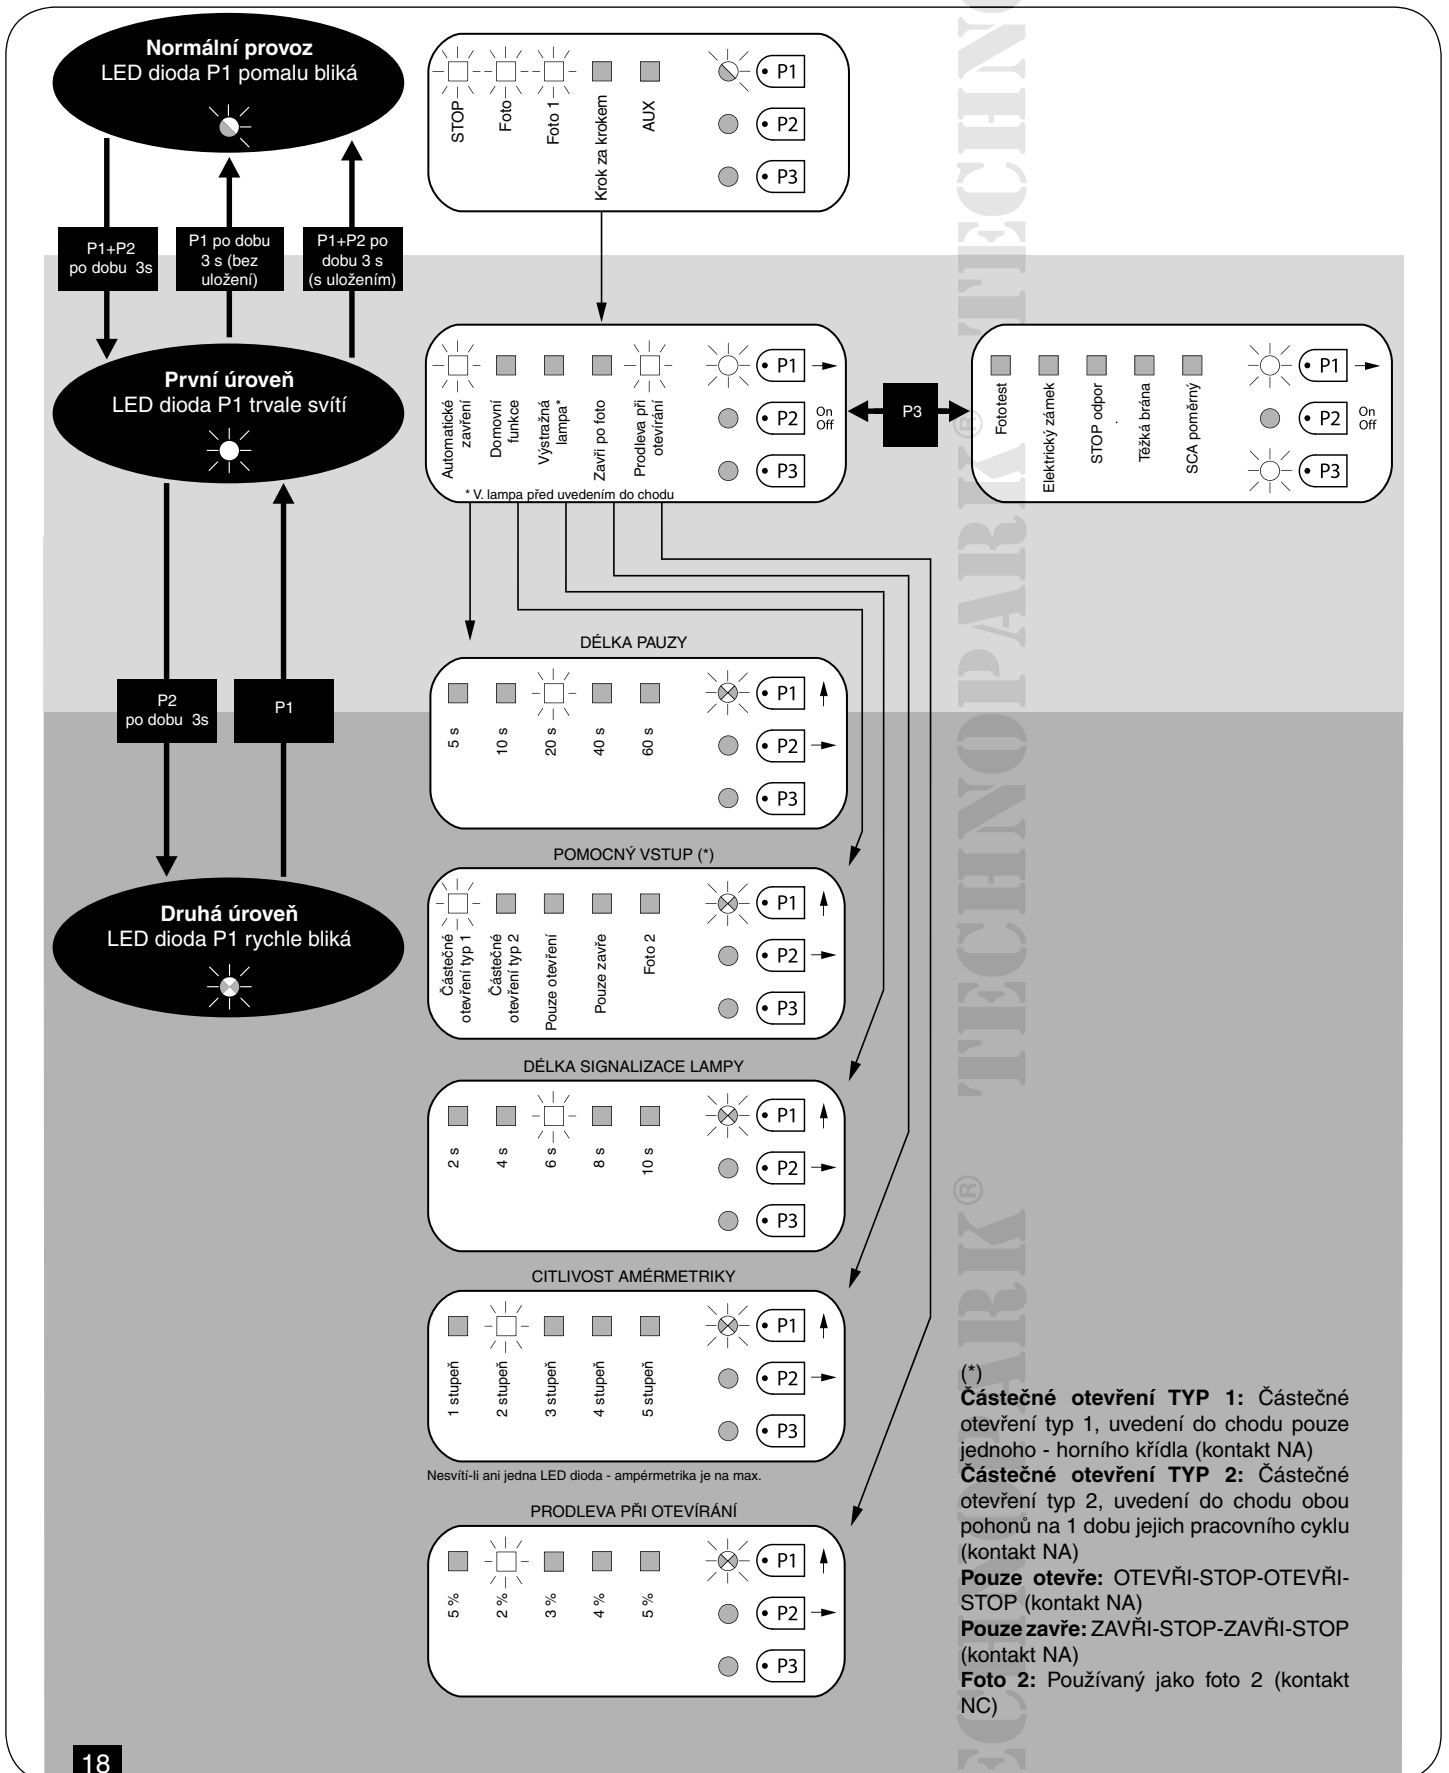 Normální provoz
LED dioda P1 pomalu bliká
P1+P2
po dobu 3s
P1 po dobu
3 s (bez
uložení)
P1+P2 po
dobu 3 s
(s uložením)
První úroveň
LED dioda P1 trvale svítí
P2
po dobu 3s
P1
Druhá úroveň
LED dioda P1 rychle bliká
STOP
Foto
Foto 1
Krok za krokem
AUX
P1
P2
P3
Automatické
zavření
Domovní
funkce
Výstražná
lampa*
Zavři po foto
Prodleva při
otevírání
P1
P2
On
Off
P3
* V. lampa před uvedením do chodu
P3
Fototest
Elektrický zámek
STOP odpor
.
Těžká brána
SCA poměrný
P1
P2
On
Off
P3
DÉLKA PAUZY
5 s
10 s
20 s
40 s
60 s
P1
P2
P3
POMOCNÝ VSTUP (*)
Částečné
otevření typ 1
Částečné
otevření typ 2
Pouze otevření
Pouze zavře
Foto 2
P1
P2
P3
DÉLKA SIGNALIZACE LAMPY
2 s
4 s
6 s
8 s
10 s
P1
P2
P3
CITLIVOST AMÉRMETRIKY
1 stupeň
2 stupeň
3 stupeň
4 stupeň
5 stupeň
P1
P2
P3
Nesvítí-li ani jedna LED dioda - ampérmetrika je na max.
PRODLEVA PŘI OTEVÍRÁNÍ
5 %
2 %
3 %
4 %
5 %
P1
P2
P3
(*)
Částečné otevření TYP 1: Částečné
otevření typ 1, uvedení do chodu pouze
jednoho - horního křídla (kontakt NA)
Částečné otevření TYP 2: Částečné
otevření typ 2, uvedení do chodu obou
pohonů na 1 dobu jejich pracovního cyklu
(kontakt NA)
Pouze otevře: OTEVŘI-STOP-OTEVŘI-
STOP (kontakt NA)
Pouze zavře: ZAVŘI-STOP-ZAVŘI-STOP
(kontakt NA)
Foto 2: Používaný jako foto 2 (kontakt
NC)
TECHNOPARK® TECHNOPARK® TECHNO
18